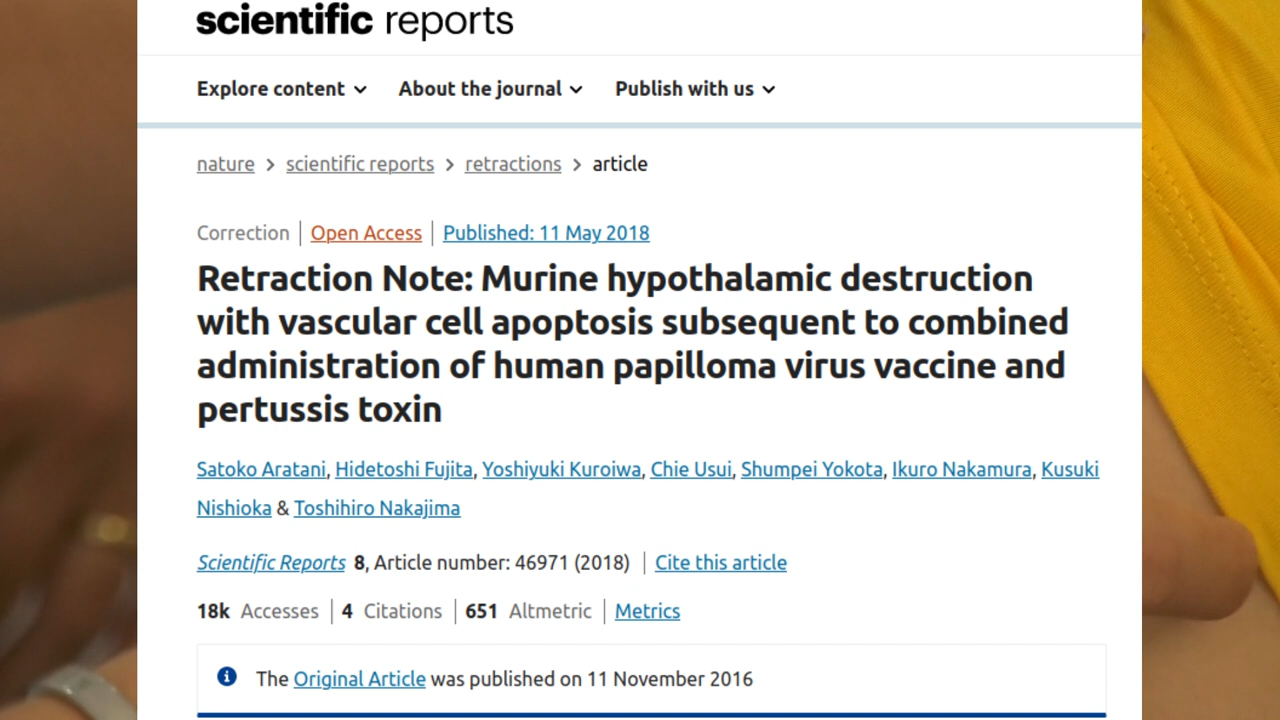 scientific reports
Explore content About the journal Publish with us
nature > scientific reports > retractions > article
Correction | Open Access | Published: 11 May 2018
Retraction Note: Murine hypothalamic destruction
with vascular cell apoptosis subsequent to combined
administration of human papilloma virus vaccine and
pertussis toxin
Satoko Aratani, Hidetoshi Fujita, Yoshiyuki Kuroiwa, Chie Usui, Shumpei Yokota, Ikuro Nakamura, Kusuki
Nishioka & Toshihiro Nakajima
Scientific Reports 8, Article number: 46971 (2018) | Cite this article
18k Accesses | 4 Citations | 651 Altmetric | Metrics
The Original Article was published on 11 November 2016